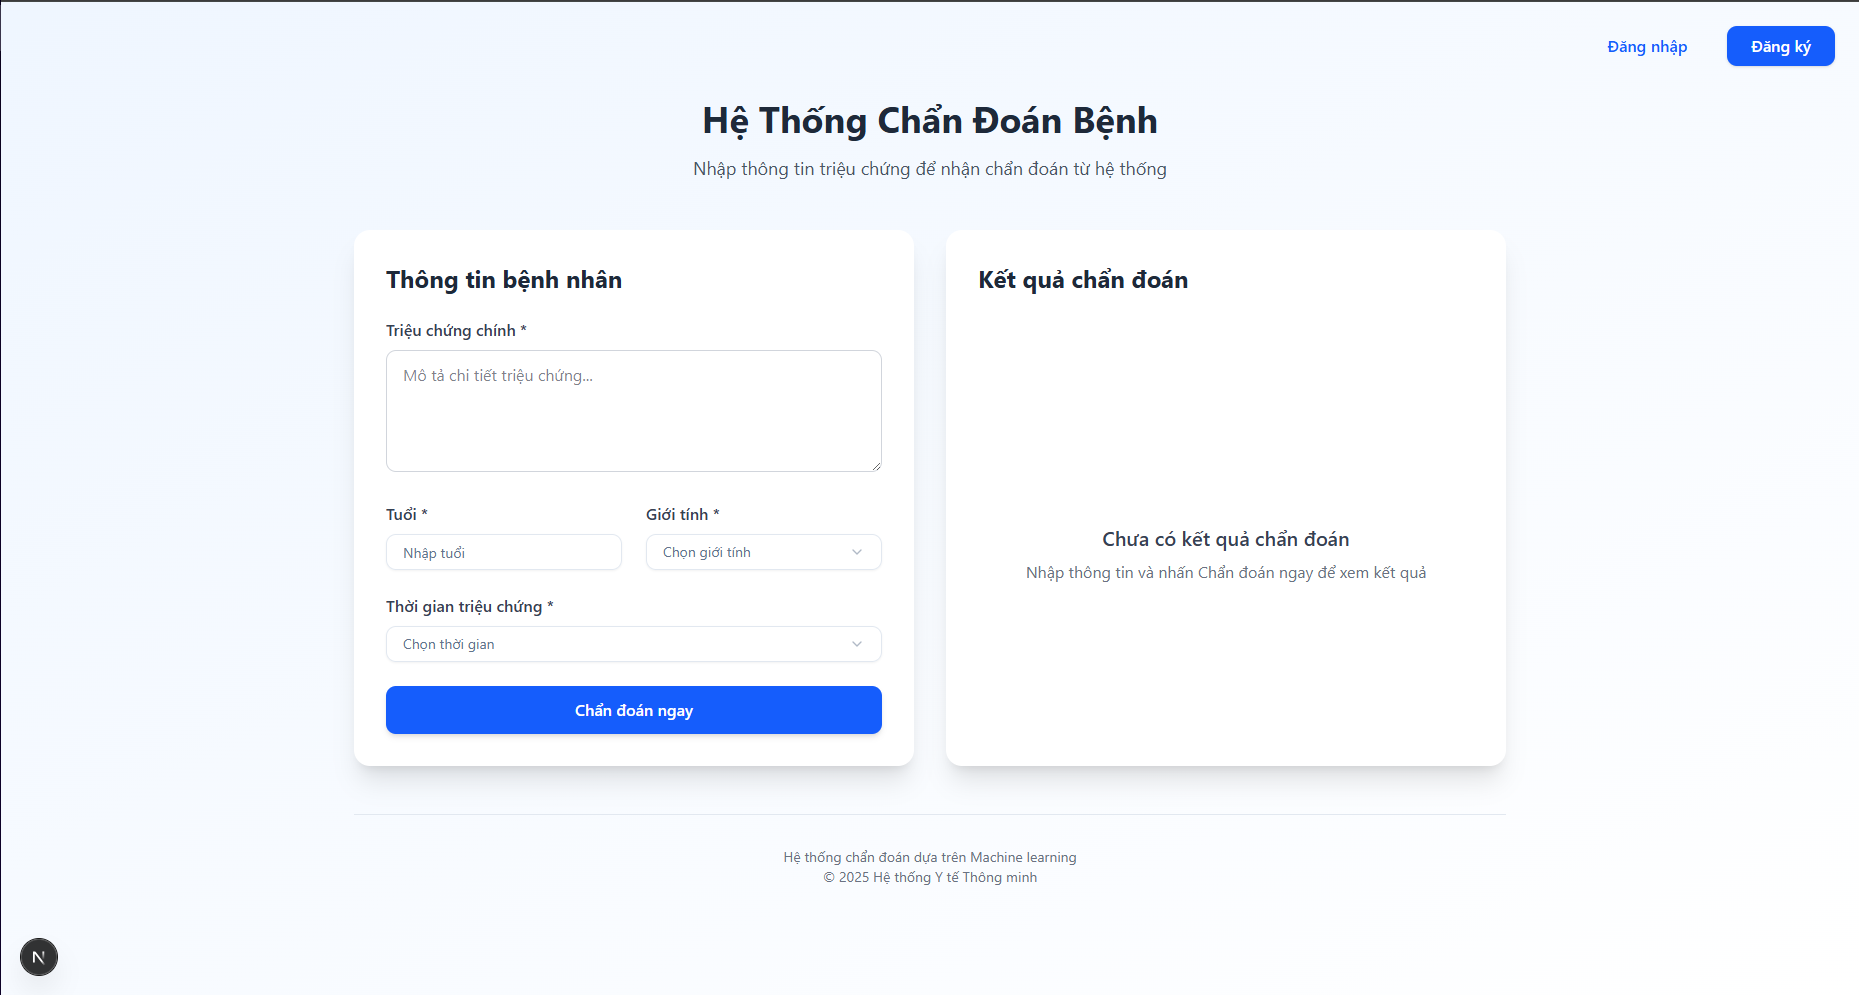 Đăng nhập
Đăng ký
Hệ Thống Chẩn Đoán Bệnh
Nhập thông tin triệu chứng để nhận chẩn đoán từ hệ thống
Thông tin bệnh nhân
Triệu chứng chính *
Mô tả chi tiết triệu chứng...
Tuổi *
Giới tính *
Nhập tuổi
Chọn giới tính
Thời gian triệu chứng *
Chọn thời gian
Chẩn đoán ngay
Kết quả chẩn đoán
Chưa có kết quả chẩn đoán
Nhập thông tin và nhấn Chẩn đoán ngay để xem kết quả
Hệ thống chẩn đoán dựa trên Machine learning
© 2025 Hệ thống Y tế Thông minh
N